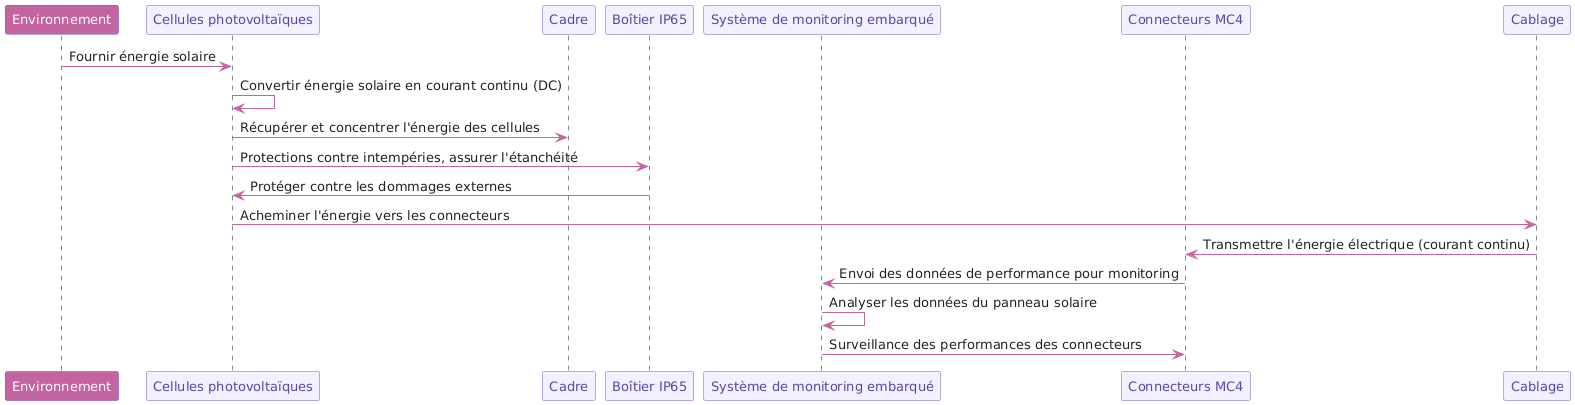 Environnement
Cellules photovoltaïques
Cadre
Boîtier IP65
Système de monitoring embarqué
Connecteurs MC4
Cablage
Fournir énergie solaire
Convertir énergie solaire en courant continu (DC)
Récupérer et concentrer l'énergie des cellules
Protections contre intempéries, assurer l'étanchéité
Protéger contre les dommages externes
Acheminer l'énergie vers les connecteurs
Transmettre l'énergie électrique (courant continu)
Envoi des données de performance pour monitoring
Analyser les données du panneau solaire
Surveillance des performances des connecteurs
Environnement
Cellules photovoltaïques
Cadre
Boîtier IP65
Système de monitoring embarqué
Connecteurs MC4
Cablage